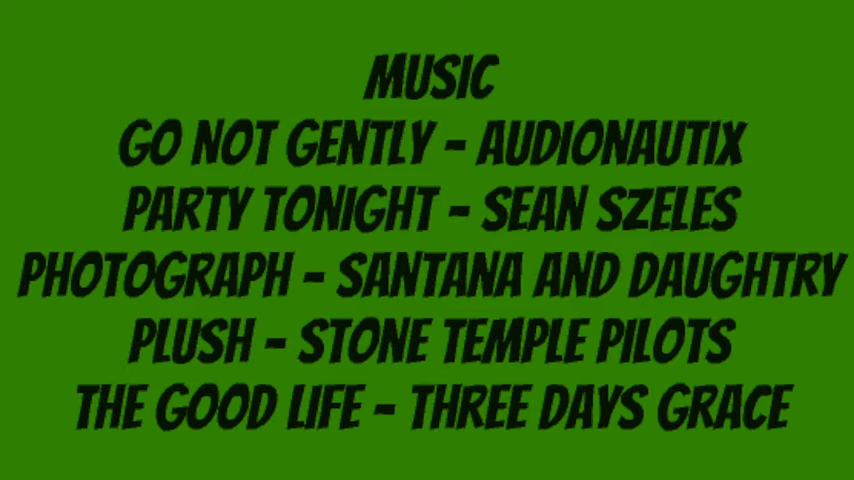 MUSIC
GO NOT GENTLY - AUDIONAUTIX
PARTY TONIGHT - SEAN SZELES
PHOTOGRAPH - SANTANA AND DAUGHTRY
PLUSH - STONE TEMPLE PILOTS
THE GOOD LIFE - THREE DAYS GRACE